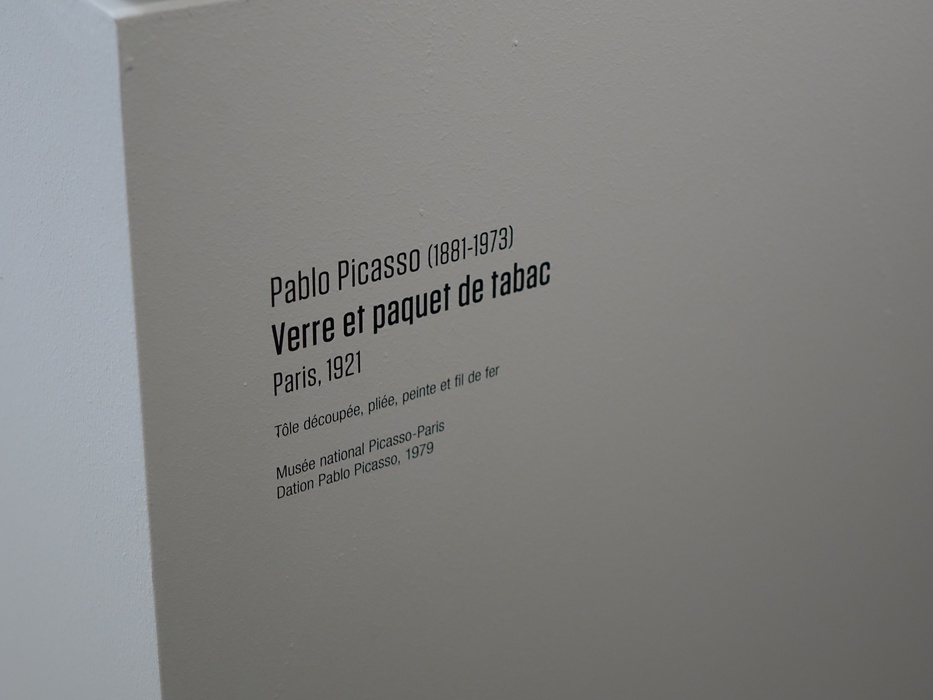 Pablo Picasso (1881-1973)
Verre et paquet de tabac
Paris, 1921
Tôle découpée, pliée, peinte et fil de fer
Musée national Picasso-Paris
Dation Pablo Picasso, 1979